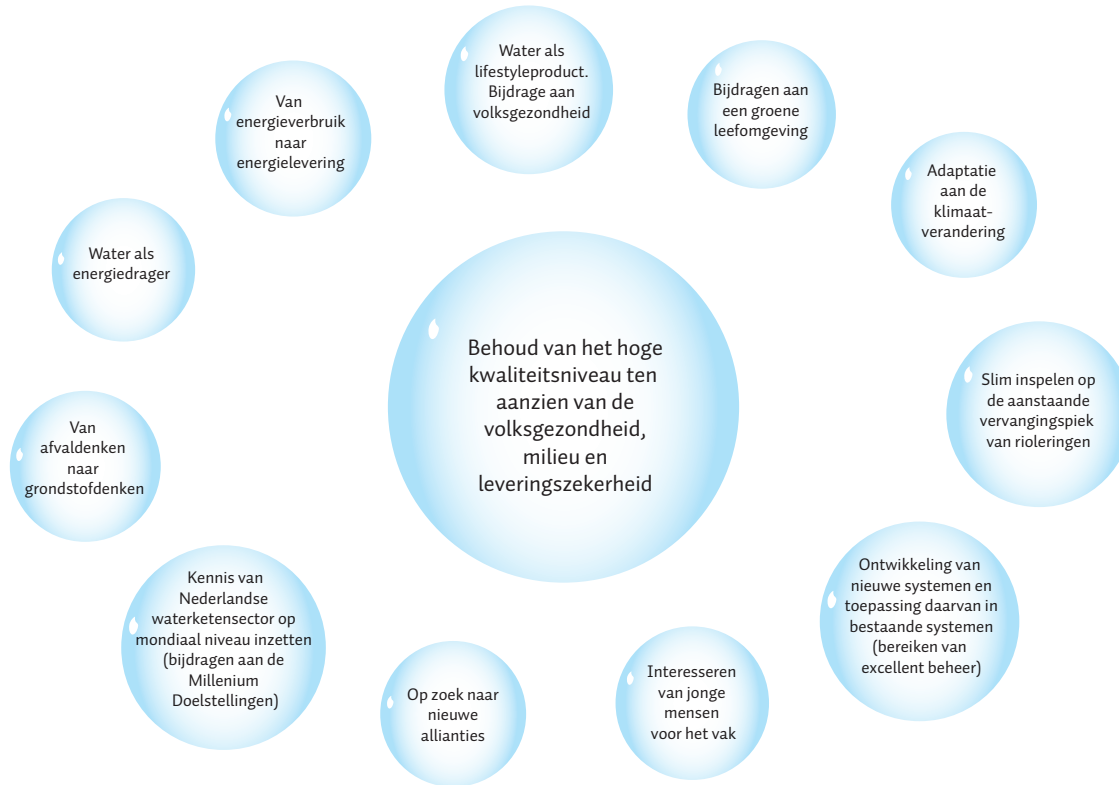 Water als
lifestyleproduct.
Bijdrage aan
volksgezondheid
Bijdragen aan
een groene
leefomgeving
Van
energieverbruik
naar
energielevering
Adaptatie
aan de
klimaat-
verandering
Water als
energiedrager
Behoud van het hoge
kwaliteitsniveau ten
aanzien van de
volksgezondheid,
milieu en
leveringszekerheid
Slim inspelen op
de aanstaande
vervangingspiek
van rioleringen
Van
afvaldenken
naar
grondstofdenken
Ontwikkeling van
nieuwe systemen en
toepassing daarvan in
bestaande systemen
(bereiken van
excellent beheer)
Kennis van
Nederlandse
waterketensector op
mondiaal niveau inzetten
(bijdragen aan de
Millenium
Doelstellingen)
Interesseren
van jonge
mensen
voor het vak
Op zoek naar
nieuwe
allianties